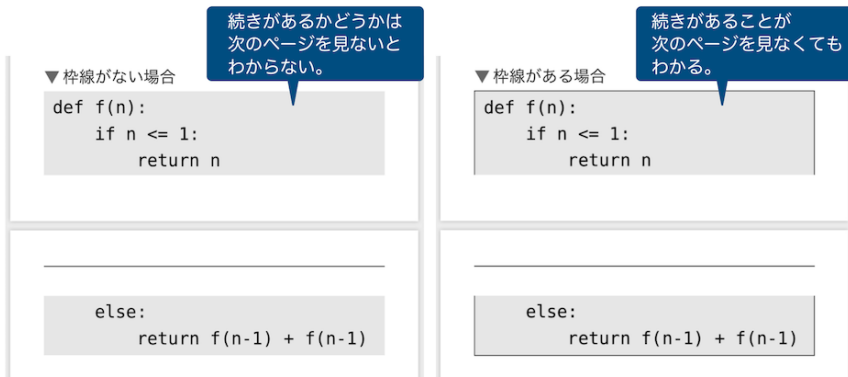 続きがあるかどうかは
次のページを見ないと
わからない。
▼枠線がない場合
def f(n):
    if n <= 1:
        return n
    else:
        return f(n-1) + f(n-1)
続きがあることが
次のページを見なくても
わかる。
▼枠線がある場合
def f(n):
    if n <= 1:
        return n
    else:
        return f(n-1) + f(n-1)